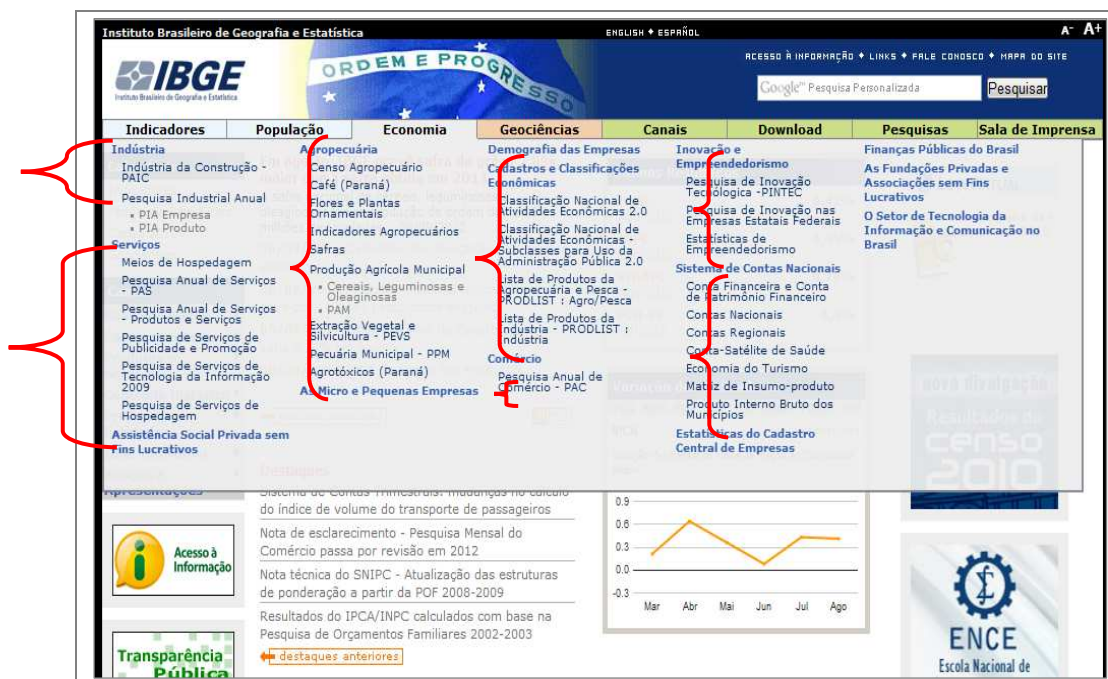 Instituto Brasileiro de Geografia e Estatística
ENGLISH ESPAÑOL
A- A+
ORDEM E PROGRESSO
ACESSO À INFORMAÇÃO LINKS FALE CONOSCO MAPA DO SITE
IBGE
Instituto Brasileiro de Geografia e Estatística
Google™ Pesquisa Personalizada
Pesquisar
Indicadores População Economia Geociências Canais Download Pesquisas Sala de Imprensa
Indústria
Indústria da Construção -
PAIC
Pesquisa Industrial Anual
PIA Empresa
PIA Produto
Serviços
Meios de Hospedagem
Pesquisa Anual de Serviços
- PAS
Pesquisa Anual de Serviços
- Produtos e Serviços
Pesquisa de Serviços de
Publicidade e Promoção
Pesquisa de Serviços de
Tecnologia da Informação
2009
Pesquisa de Serviços de
Hospedagem
Assistência Social Privada sem
Fins Lucrativos
Agropecuária
Censo Agropecuário
Café (Paraná)
Flores e Plantas
Ornamentais
Indicadores Agropecuários
Safras
Produção Agrícola Municipal
Cereais, Leguminosas e
Oleaginosas
PAM
Extração Vegetal e
Silvicultura - PEVS
Pecuária Municipal - PPM
Agrotóxicos (Paraná)
As Micro e Pequenas Empresas
Demografia das Empresas
Cadastros e Classificações
Econômicas
Classificação Nacional de
Atividades Econômicas 2.0
Classificação Nacional de
Atividades Econômicas -
Subclasses para Uso da
Administração Pública 2.0
Lista de Produtos da
Agropecuária e Pesca -
PRODLIST : Agro/Pesca
Lista de Produtos da
Indústria - PRODLIST :
Indústria
Comércio
Pesquisa Anual de
Comércio - PAC
Inovação e
Empreendedorismo
Pesquisa de Inovação
Tecnológica -PINTEC
Pesquisa de Inovação nas
Empresas Estatais Federais
Estatísticas de
Empreendedorismo
Sistema de Contas Nacionais
Conta Financeira e Conta
de Patrimônio Financeiro
Contas Nacionais
Contas Regionais
Conta-Satélite de Saúde
Economia do Turismo
Matriz de Insumo-produto
Produto Interno Bruto dos
Municípios
Estatísticas do Cadastro
Central de Empresas
Finanças Públicas do Brasil
As Fundações Privadas e
Associações sem Fins
Lucrativos
O Setor de Tecnologia da
Informação e Comunicação no
Brasil
nova divulgação
Resultados do
censo
2010
Destaques
Apresentações
Sistema de Contas Trimestrais: mudanças no cálculo
do índice de volume do transporte de passageiros
Nota de esclarecimento - Pesquisa Mensal do
Comércio passa por revisão em 2012
Nota técnica do SNIPC - Atualização das estruturas
de ponderação a partir da POF 2008-2009
Resultados do IPCA/INPC calculados com base na
Pesquisa de Orçamentos Familiares 2002-2003
destaques anteriores
Acesso à
Informação
Transparência
Pública
0.9
0.6
0.3
0.0
-0.3
Mar Abr Mai Jun Jul Ago
ENCE
Escola Nacional de